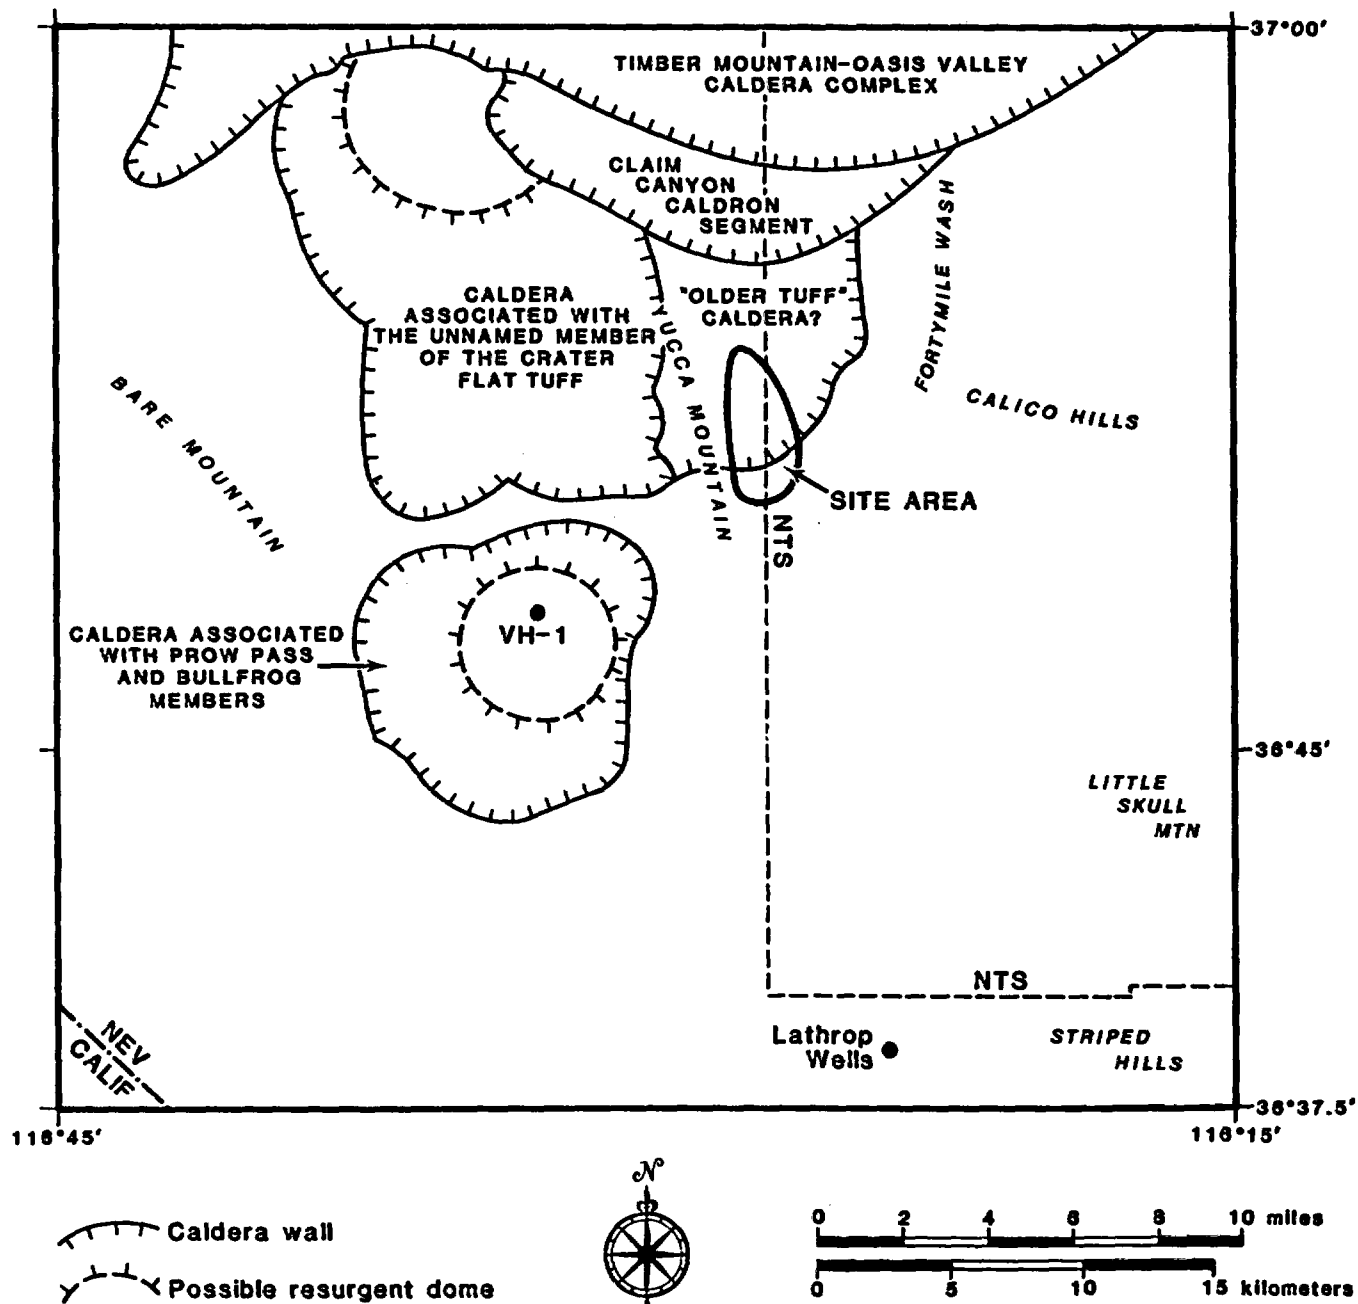 37°00'
TIMBER MOUNTAIN-OASIS VALLEY
CALDERA COMPLEX
CLAIM
CANYON
CALDRON
SEGMENT
FORTYMILE WASH
CALDERA
ASSOCIATED WITH
THE UNNAMED MEMBER
OF THE CRATER
FLAT TUFF
"OLDER TUFF"
CALDERA?
YUCCA MOUNTAIN
BARE MOUNTAIN
CALICO HILLS
SITE AREA
NTS
VH-1
CALDERA ASSOCIATED
WITH PROW PASS
AND BULLFROG
MEMBERS
36°45'
LITTLE
SKULL
MTN
NTS
Lathrop
Wells
STRIPED
HILLS
NEV
CALIF
36°37.5'
116°45'
116°15'
N
Caldera wall
Possible resurgent dome
0 2 4 6 8 10 miles
0 5 10 15 kilometers